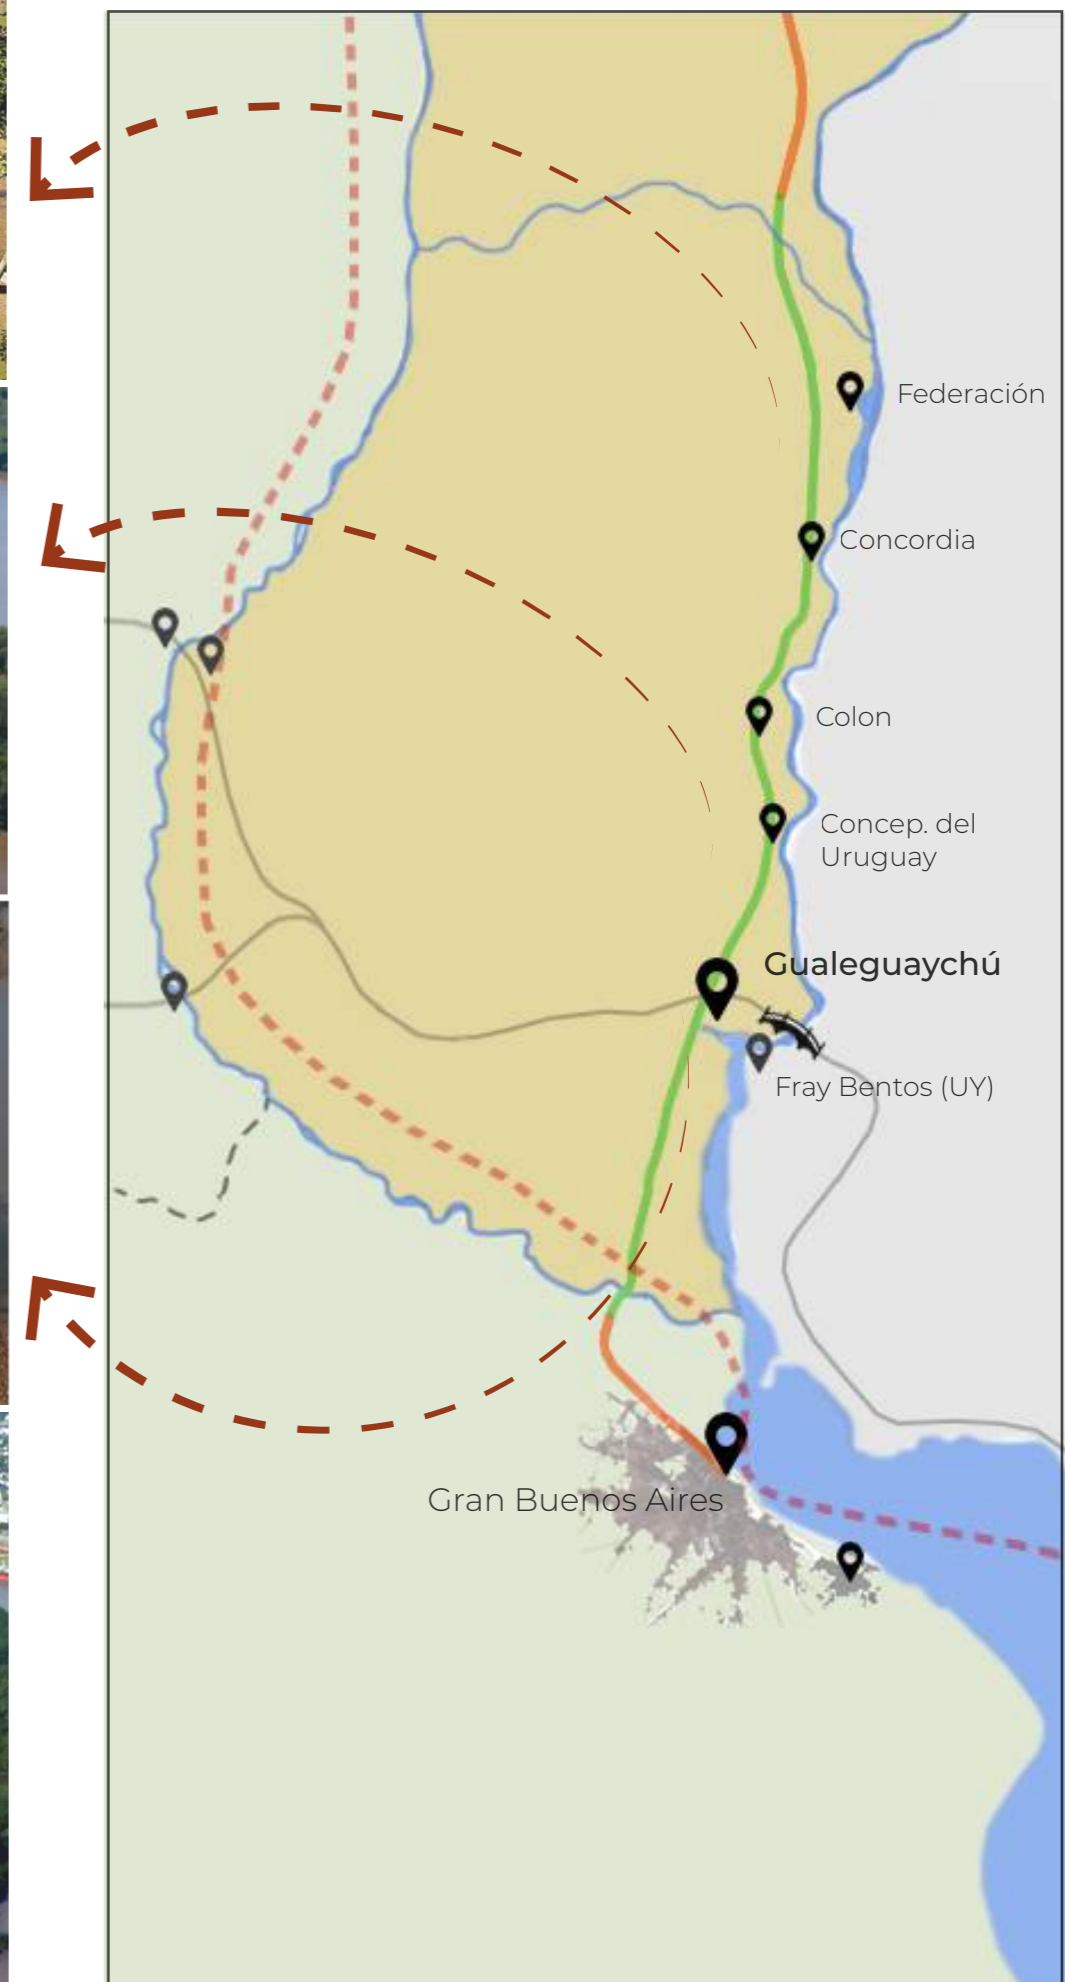 Federación
Concordia
Colon
Concep. del
Uruguay
Gualeguaychú
Fray Bentos (UY)
Gran Buenos Aires